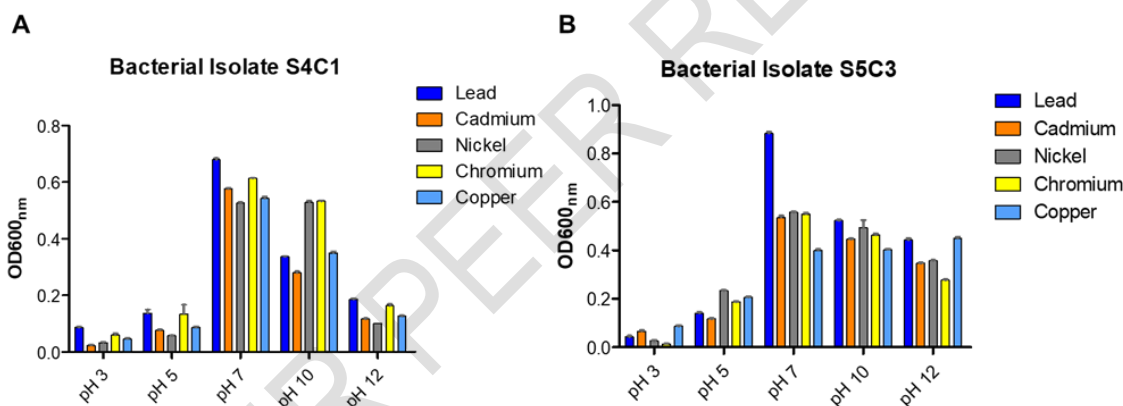 A
Bacterial Isolate S4C1
Lead
Cadmium
Nickel
Chromium
Copper
0.8
0.6
0.4
0.2
0.0
OD600nm
pH 3
pH 5
pH 7
pH 10
pH 12
B
Bacterial Isolate S5C3
Lead
Cadmium
Nickel
Chromium
Copper
1.0
0.8
0.6
0.4
0.2
0.0
OD600nm
pH 3
pH 5
pH 7
pH 10
pH 12
PEER